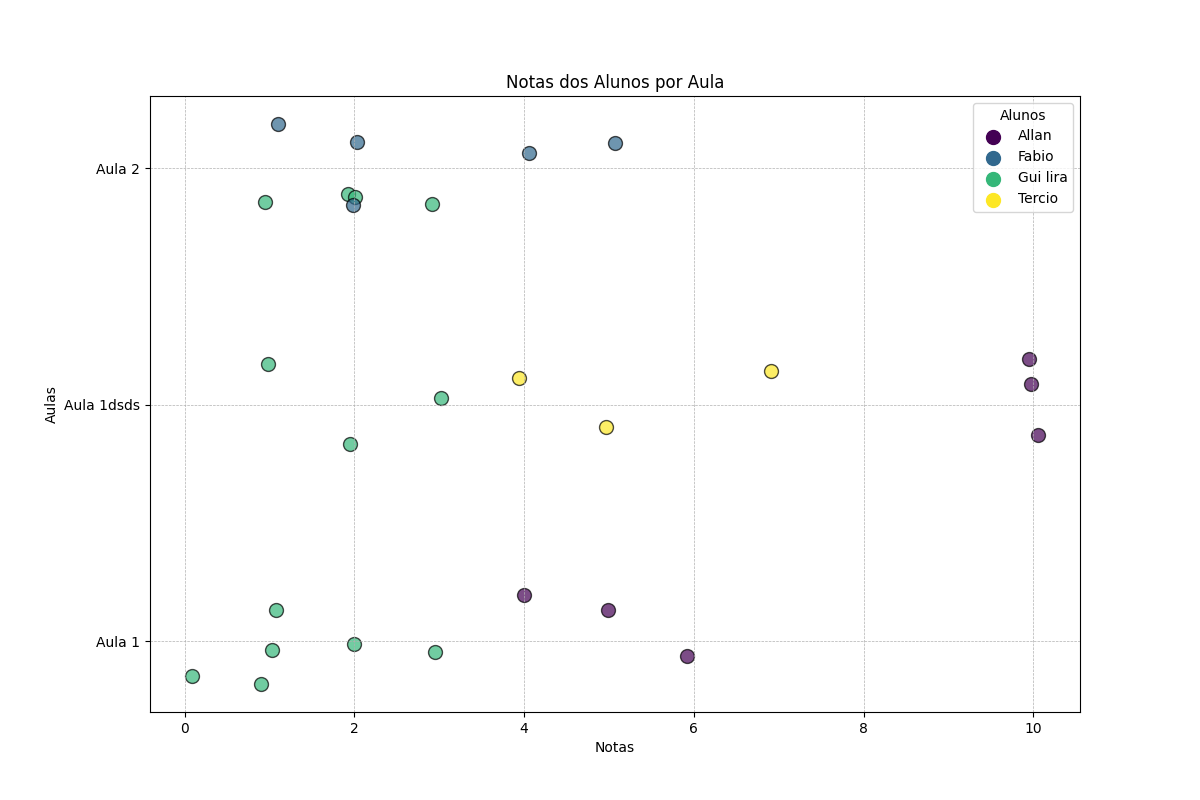 Notas dos Alunos por Aula
Alunos
Allan
Fabio
Gui lira
Tercio
Aula 2
Aula 1dsds
Aula 1
Aulas
0 2 4 6 8 10
Notas